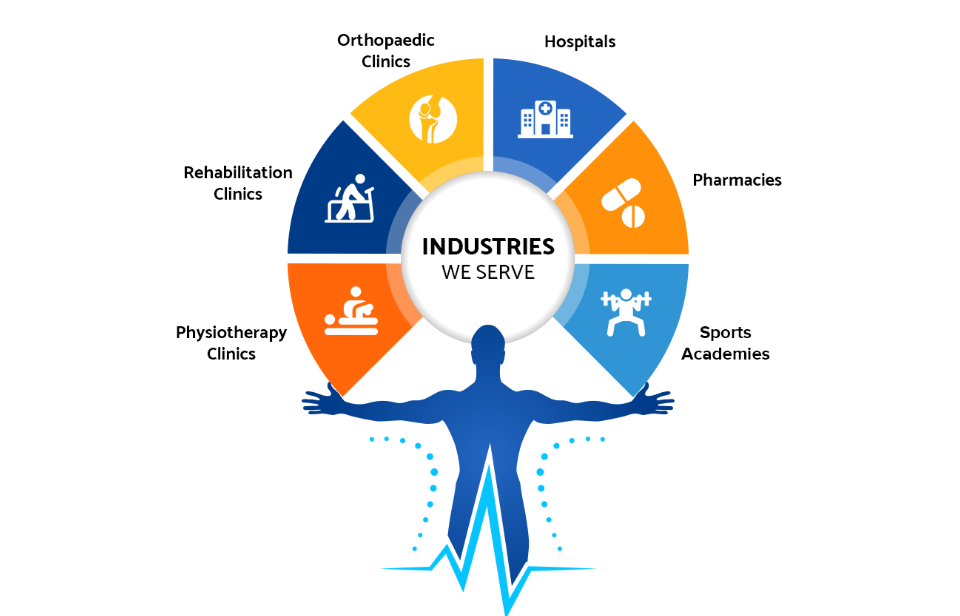 Orthopaedic
Clinics
Hospitals
Rehabilitation
Clinics
Pharmacies
INDUSTRIES
WE SERVE
Physiotherapy
Clinics
Sports
Academies